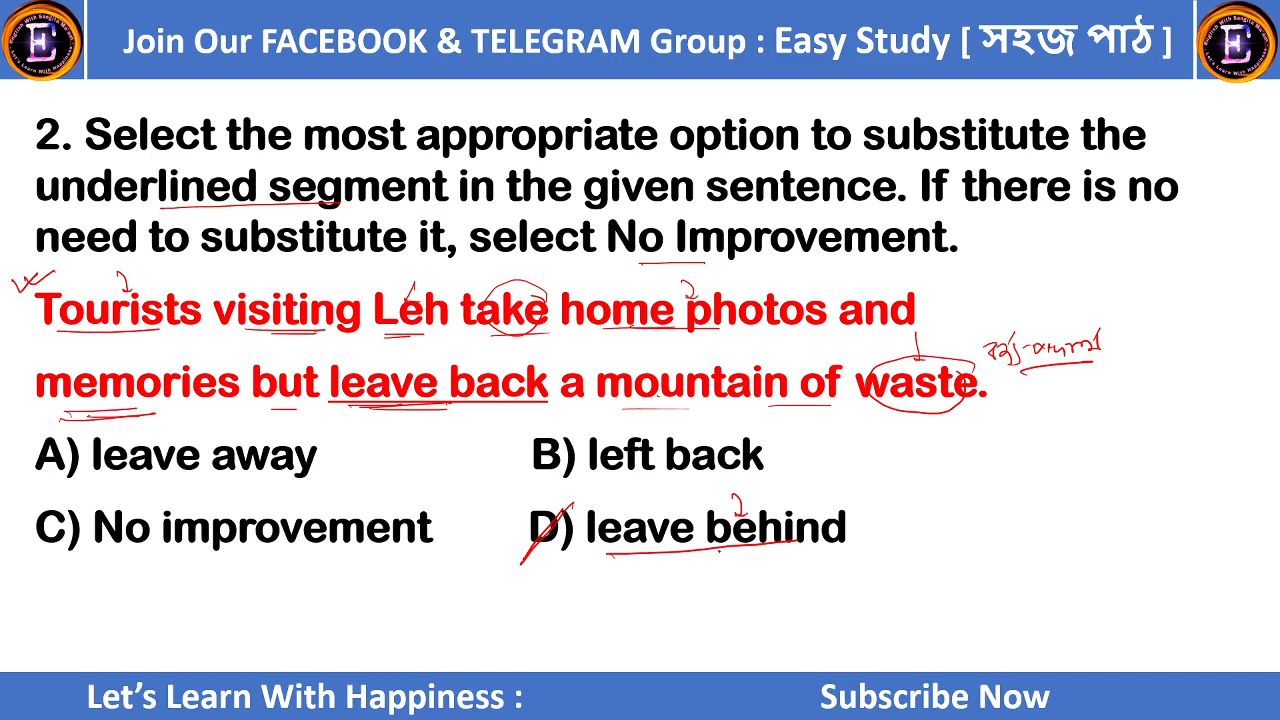 Join Our FACEBOOK & TELEGRAM Group : Easy Study [ সহজ পাঠ ]
2. Select the most appropriate option to substitute the
underlined segment in the given sentence. If there is no
need to substitute it, select No Improvement.
Tourists visiting Leh take home photos and
memories but leave back a mountain of waste.
A) leave away B) left back
C) No improvement D) leave behind
Let's Learn With Happiness : Subscribe Now